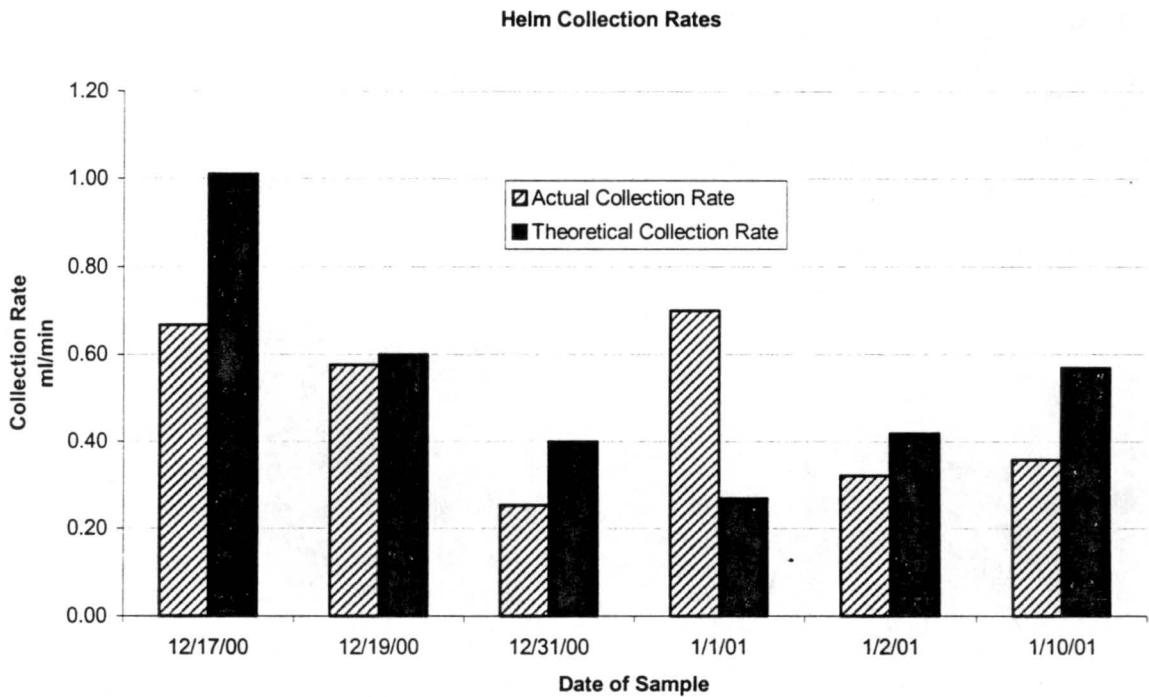 Helm Collection Rates
1.20
1.00
0.80
0.60
0.40
0.20
0.00
Collection Rate
ml/min
Actual Collection Rate
Theoretical Collection Rate
12/17/00
12/19/00
12/31/00
1/1/01
1/2/01
1/10/01
Date of Sample